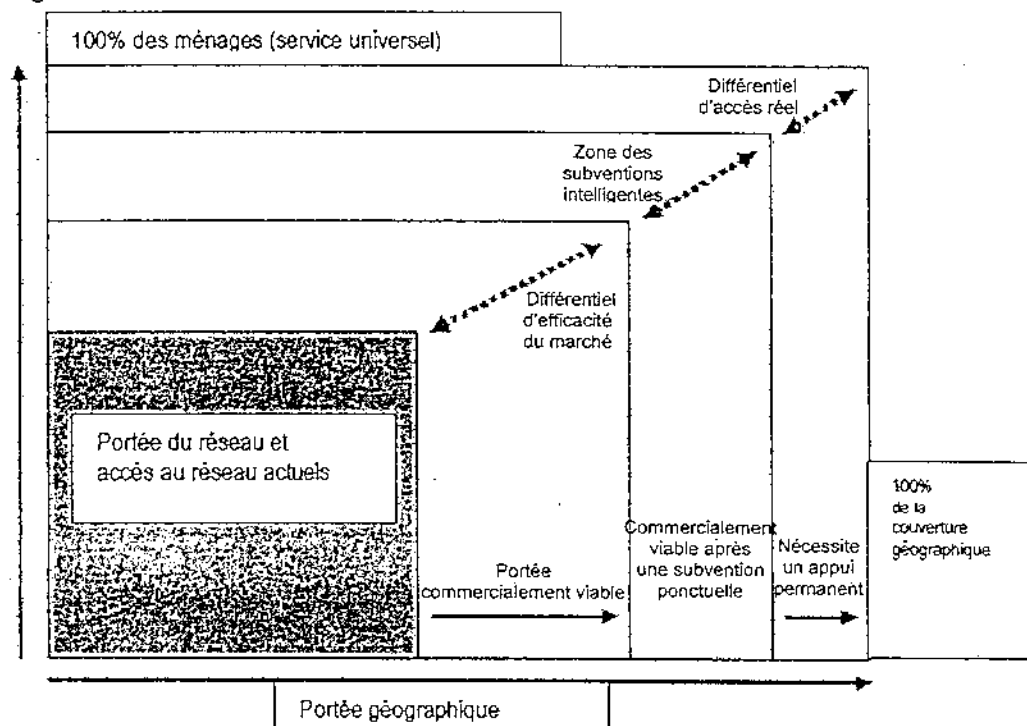 100% des ménages (service universel)
Différentiel
d'accès réel
Zone des
subventions
intelligentes
Différentiel
d'efficacité
du marché
Portée du réseau et
accès au réseau actuels
Portée
commercialement viable
Commercialement
viable après
une subvention
ponctuelle
Nécessite
un appui
permanent
100%
de la
couverture
géographique
Portée géographique